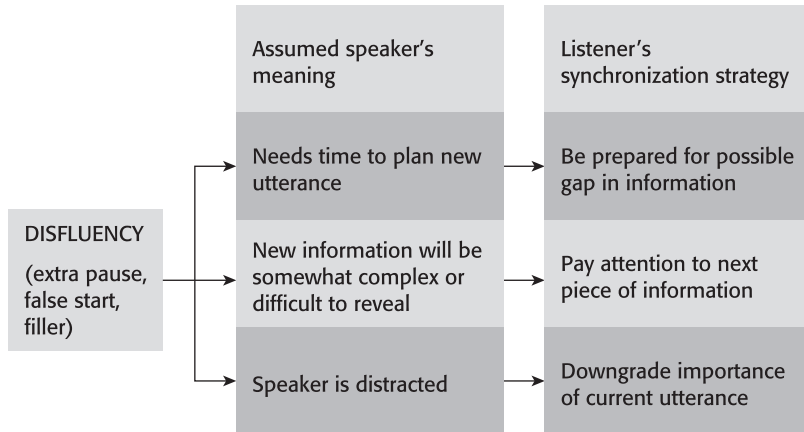 Assumed speaker's
meaning
Listener's
synchronization strategy
DISFLUENCY
(extra pause,
false start,
filler)
Needs time to plan new
utterance
Be prepared for possible
gap in information
New information will be
somewhat complex or
difficult to reveal
Pay attention to next
piece of information
Speaker is distracted
Downgrade importance
of current utterance